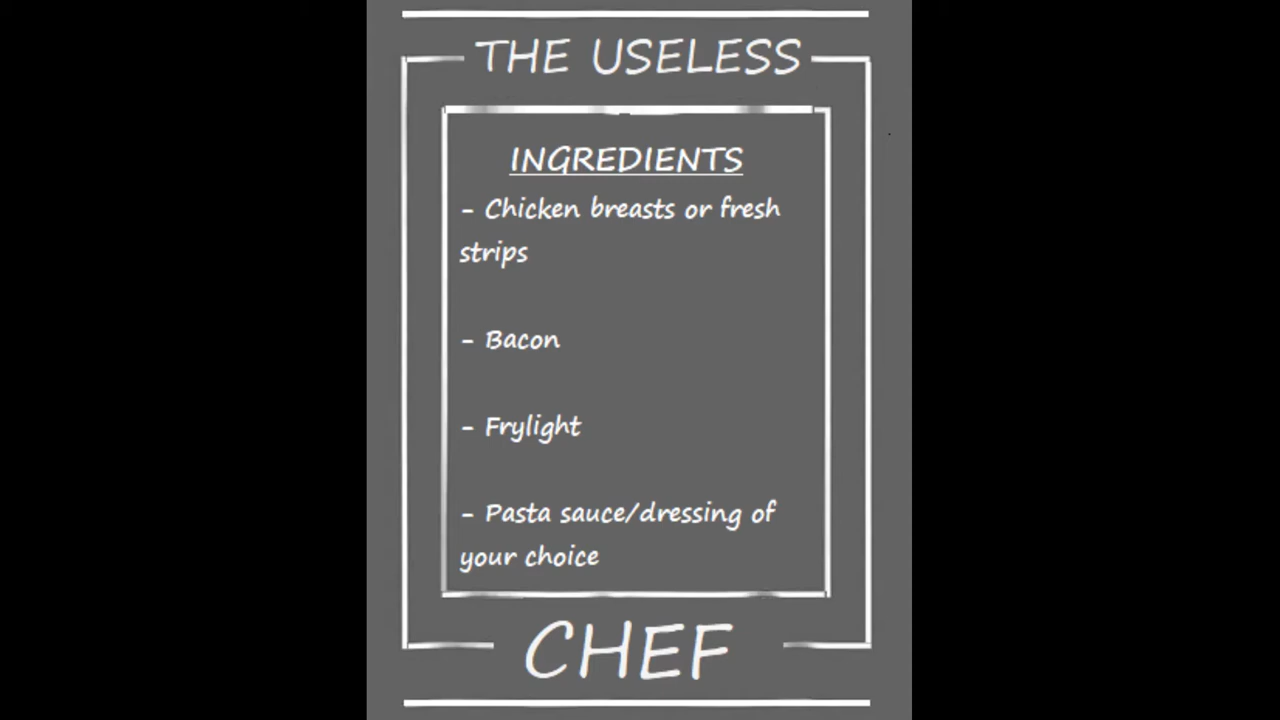 THE USELESS
INGREDIENTS
- Chicken breasts or fresh
strips
- Bacon
- Frylight
- Pasta sauce/dressing of
your choice
CHEF